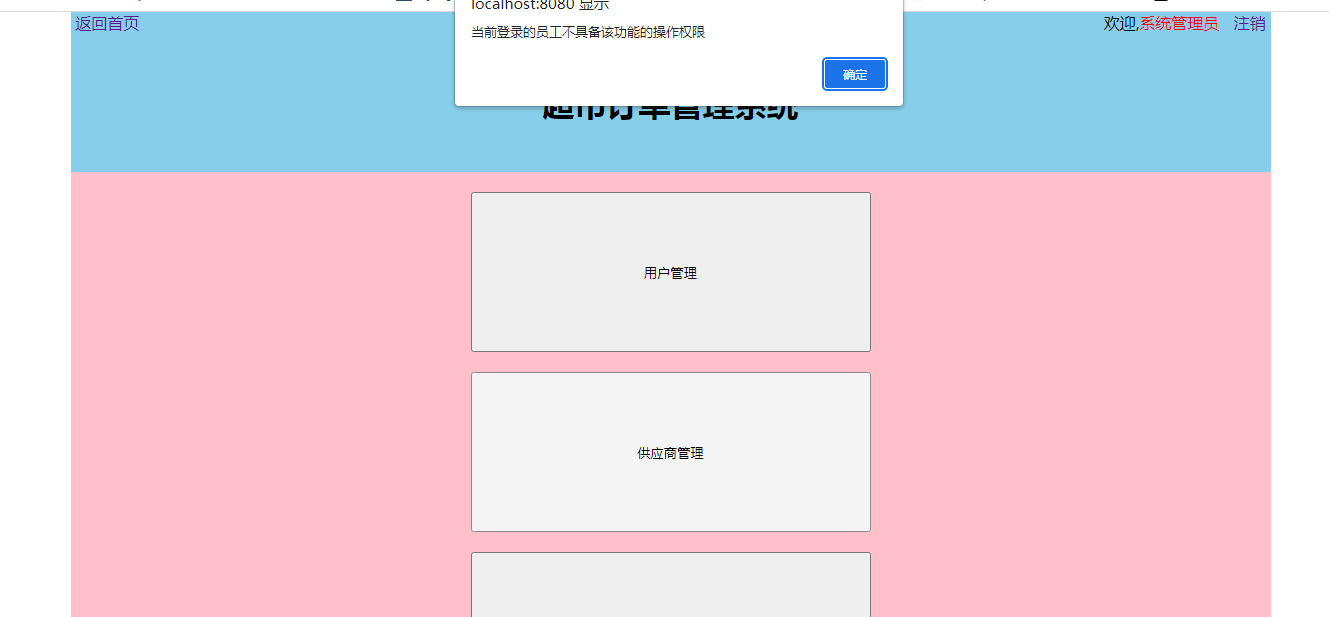 localhost:8080 显示
返回首页
当前登录的员工不具备该功能的操作权限
欢迎,系统管理员 注销
确定
超市订单管理系统
用户管理
供应商管理